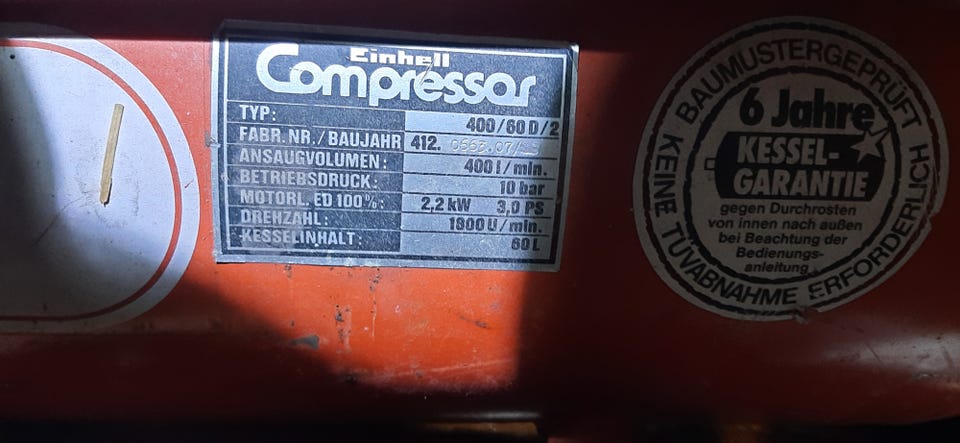 Einhell
Compressor
TYP: 400/60 D/2
FABR.NR./BAUJAHR 412.
ANSAUGVOLUMEN: 400 l/min.
BETRIEBSDRUCK: 10 bar
MOTORL. ED 100%: 2,2 kW 3,0 PS
DREHZAHL: U/min.
KESSELINHALT: 60 L
BAUMUSTERGEPRÜFT
KEINE TÜVABNAHME ERFORDERLICH
6 Jahre
KESSEL-
GARANTIE
gegen Durchrosten
von innen nach außen
bei Beachtung der
Bedienungs-
anleitung